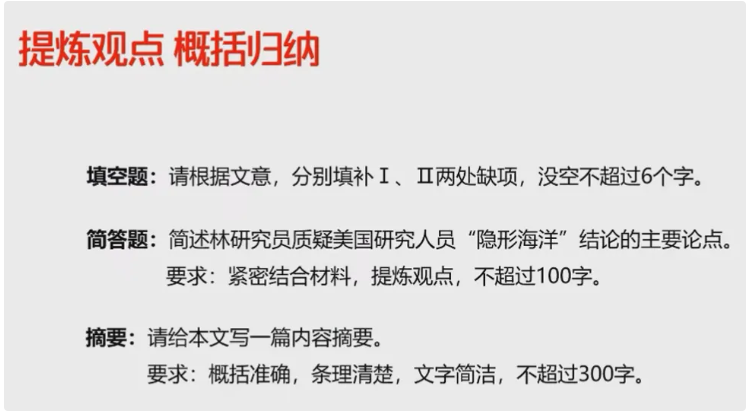 提炼观点 概括归纳
填空题：请根据文意，分别填补Ⅰ、Ⅱ两处缺项，没空不超过6个字。
简答题：简述林研究员质疑美国研究人员“隐形海洋”结论的主要论点。
要求：紧密结合材料，提炼观点，不超过100字。
摘要：请给本文写一篇内容摘要。
要求：概括准确，条理清楚，文字简洁，不超过300字。